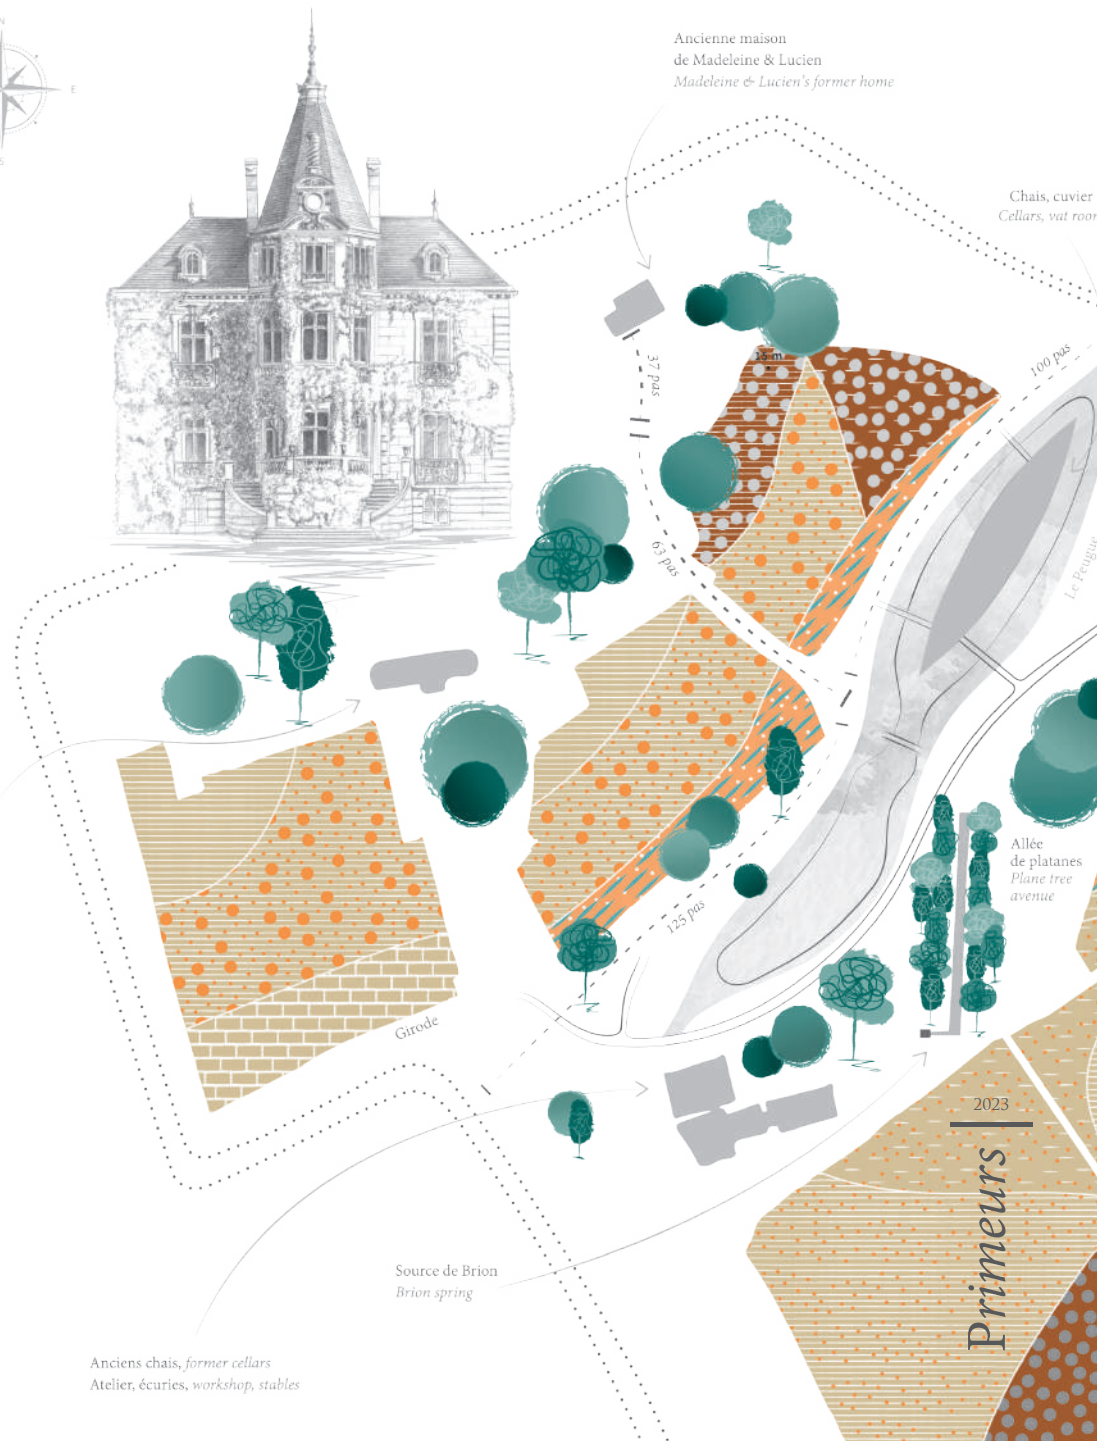 N
E
S
Ancienne maison
de Madeleine & Lucien
Madeleine & Lucien's former home
Chais, cuvier
Cellars, vat room
15 m
100 pas
37 pas
63 pas
Le Peugue
Allée
de platanes
Plane tree
avenue
125 pas
Girode
2023
Primeurs
Source de Brion
Brion spring
Anciens chais, former cellars
Atelier, écuries, workshop, stables